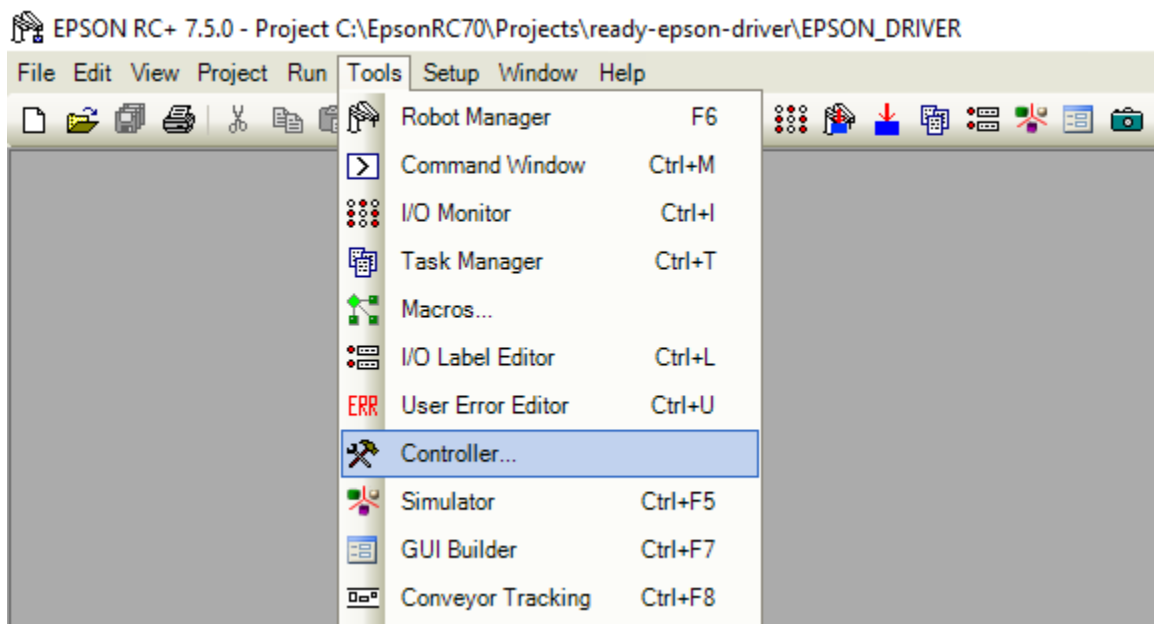 EPSON RC+ 7.5.0 - Project C:\EpsonRC70\Projects\ready-epson-driver\EPSON_DRIVER
File Edit View Project Run Tools Setup Window Help
Robot Manager F6
Command Window Ctrl+M
I/O Monitor Ctrl+I
Task Manager Ctrl+T
Macros...
I/O Label Editor Ctrl+L
ERR User Error Editor Ctrl+U
Controller...
Simulator Ctrl+F5
GUI Builder Ctrl+F7
Conveyor Tracking Ctrl+F8